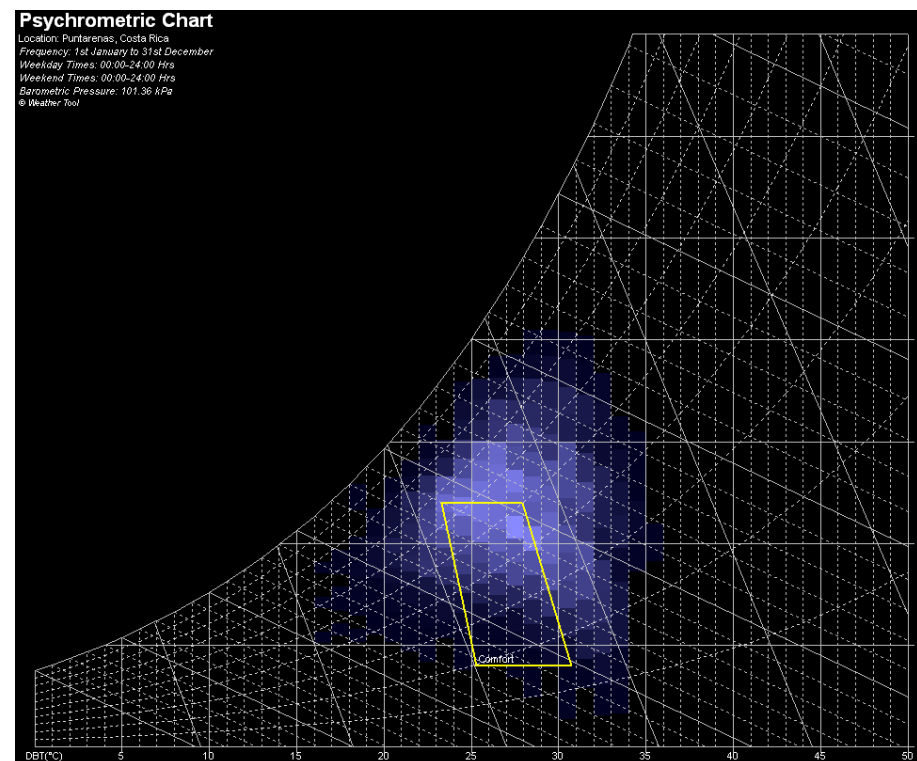 Psychrometric Chart
Location: Puntarenas, Costa Rica
Frequency: 1st January to 31st December
Weekday Times: 00:00-24:00 Hrs
Weekend Times: 00:00-24:00 Hrs
Barometric Pressure: 101.36 kPa
© Weather Tool
Comfort
DBT(°C) 5 10 15 20 25 30 35 40 45 50